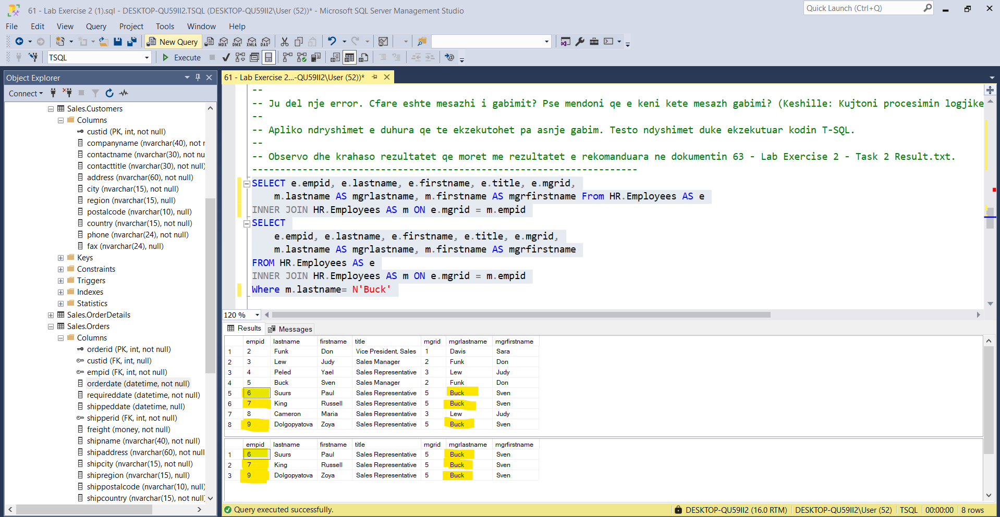 61 - Lab Exercise 2 (1).sql - DESKTOP-QU59II2.TSQL (DESKTOP-QU59II2\User (52))* - Microsoft SQL Server Management Studio
Quick Launch (Ctrl+Q)
File Edit View Query Project Tools Window Help
New Query MDX DMX XMLA DAX
TSQL Execute
Object Explorer
Connect
Sales.Customers
Columns
custid (PK, int, not null)
companyname (nvarchar(40), not r
contactname (nvarchar(30), not nu
contacttitle (nvarchar(30), not null)
address (nvarchar(60), not null)
city (nvarchar(15), not null)
region (nvarchar(15), null)
postalcode (nvarchar(10), null)
country (nvarchar(15), not null)
phone (nvarchar(24), not null)
fax (nvarchar(24), null)
Keys
Constraints
Triggers
Indexes
Statistics
Sales.OrderDetails
Sales.Orders
Columns
orderid (PK, int, not null)
custid (FK, int, null)
empid (FK, int, not null)
orderdate (datetime, not null)
requireddate (datetime, not null)
shippeddate (datetime, null)
shipperid (FK, int, not null)
freight (money, not null)
shipname (nvarchar(40), not null)
shipaddress (nvarchar(60), not null
shipcity (nvarchar(15), not null)
shipregion (nvarchar(15), null)
shippostalcode (nvarchar(10), null)
shipcountry (nvarchar(15), not null)
61 - Lab Exercise 2...-QU59II2\User (52))*
--
-- Ju del nje error. Cfare eshte mesazhi i gabimit? Pse mendoni qe e keni kete mesazh gabimi? (Keshille: Kujtoni procesimin logjike
--
-- Apliko ndryshimet e duhura qe te ekzekutohet pa asnje gabim. Testo ndyshimet duke ekzekutuar kodin T-SQL.
--
-- Observo dhe krahaso rezultatet qe moret me rezultatet e rekomanduara ne dokumentin 63 - Lab Exercise 2 - Task 2 Result.txt.
---------------------------------------------------------------------
SELECT e.empid, e.lastname, e.firstname, e.title, e.mgrid,
m.lastname AS mgrlastname, m.firstname AS mgrfirstname From HR.Employees AS e
INNER JOIN HR.Employees AS m ON e.mgrid = m.empid
SELECT
e.empid, e.lastname, e.firstname, e.title, e.mgrid,
m.lastname AS mgrlastname, m.firstname AS mgrfirstname
FROM HR.Employees AS e
INNER JOIN HR.Employees AS m ON e.mgrid = m.empid
Where m.lastname= N'Buck'
120 %
Results Messages
empid lastname firstname title mgrid mgrlastname mgrfirstname
1 2 Funk Don Vice President, Sales 1 Davis Sara
2 3 Lew Judy Sales Manager 2 Funk Don
3 4 Peled Yael Sales Representative 3 Lew Judy
4 5 Buck Sven Sales Manager 2 Funk Don
5 6 Suurs Paul Sales Representative 5 Buck Sven
6 7 King Russell Sales Representative 5 Buck Sven
7 8 Cameron Maria Sales Representative 3 Lew Judy
8 9 Dolgopyatova Zoya Sales Representative 5 Buck Sven
empid lastname firstname title mgrid mgrlastname mgrfirstname
1 6 Suurs Paul Sales Representative 5 Buck Sven
2 7 King Russell Sales Representative 5 Buck Sven
3 9 Dolgopyatova Zoya Sales Representative 5 Buck Sven
Query executed successfully. DESKTOP-QU59II2 (16.0 RTM) DESKTOP-QU59II2\User (52) TSQL 00:00:00 8 rows